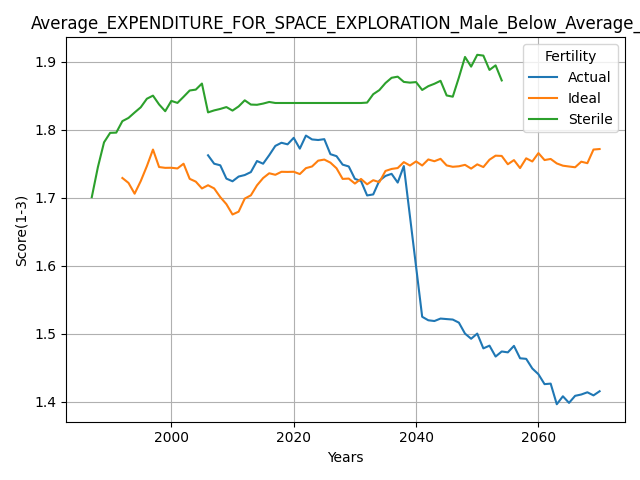 Average_EXPENDITURE_FOR_SPACE_EXPLORATION_Male_Below_Average_
Fertility
Actual
Ideal
Sterile
Score(1-3)
1.9
1.8
1.7
1.6
1.5
1.4
2000 2020 2040 2060
Years